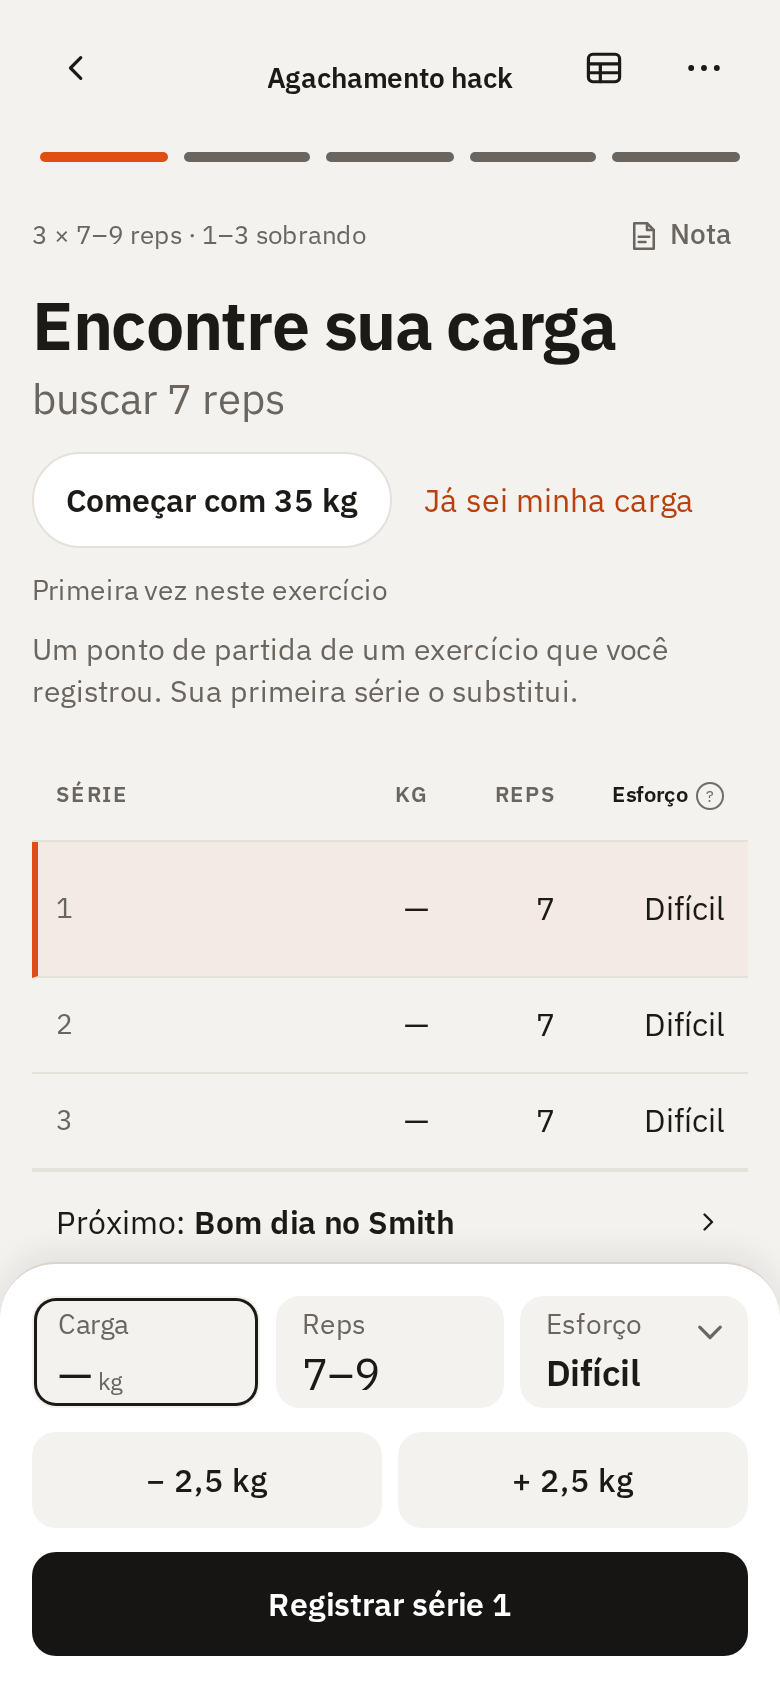 Agachamento hack
3 × 7–9 reps · 1–3 sobrando
Nota
Encontre sua carga
buscar 7 reps
Começar com 35 kg
Já sei minha carga
Primeira vez neste exercício
Um ponto de partida de um exercício que você
registrou. Sua primeira série o substitui.
SÉRIE KG REPS Esforço ?
1 — 7 Difícil
2 — 7 Difícil
3 — 7 Difícil
Próximo: Bom dia no Smith
Carga Reps Esforço
— kg 7–9 Difícil
− 2,5 kg + 2,5 kg
Registrar série 1